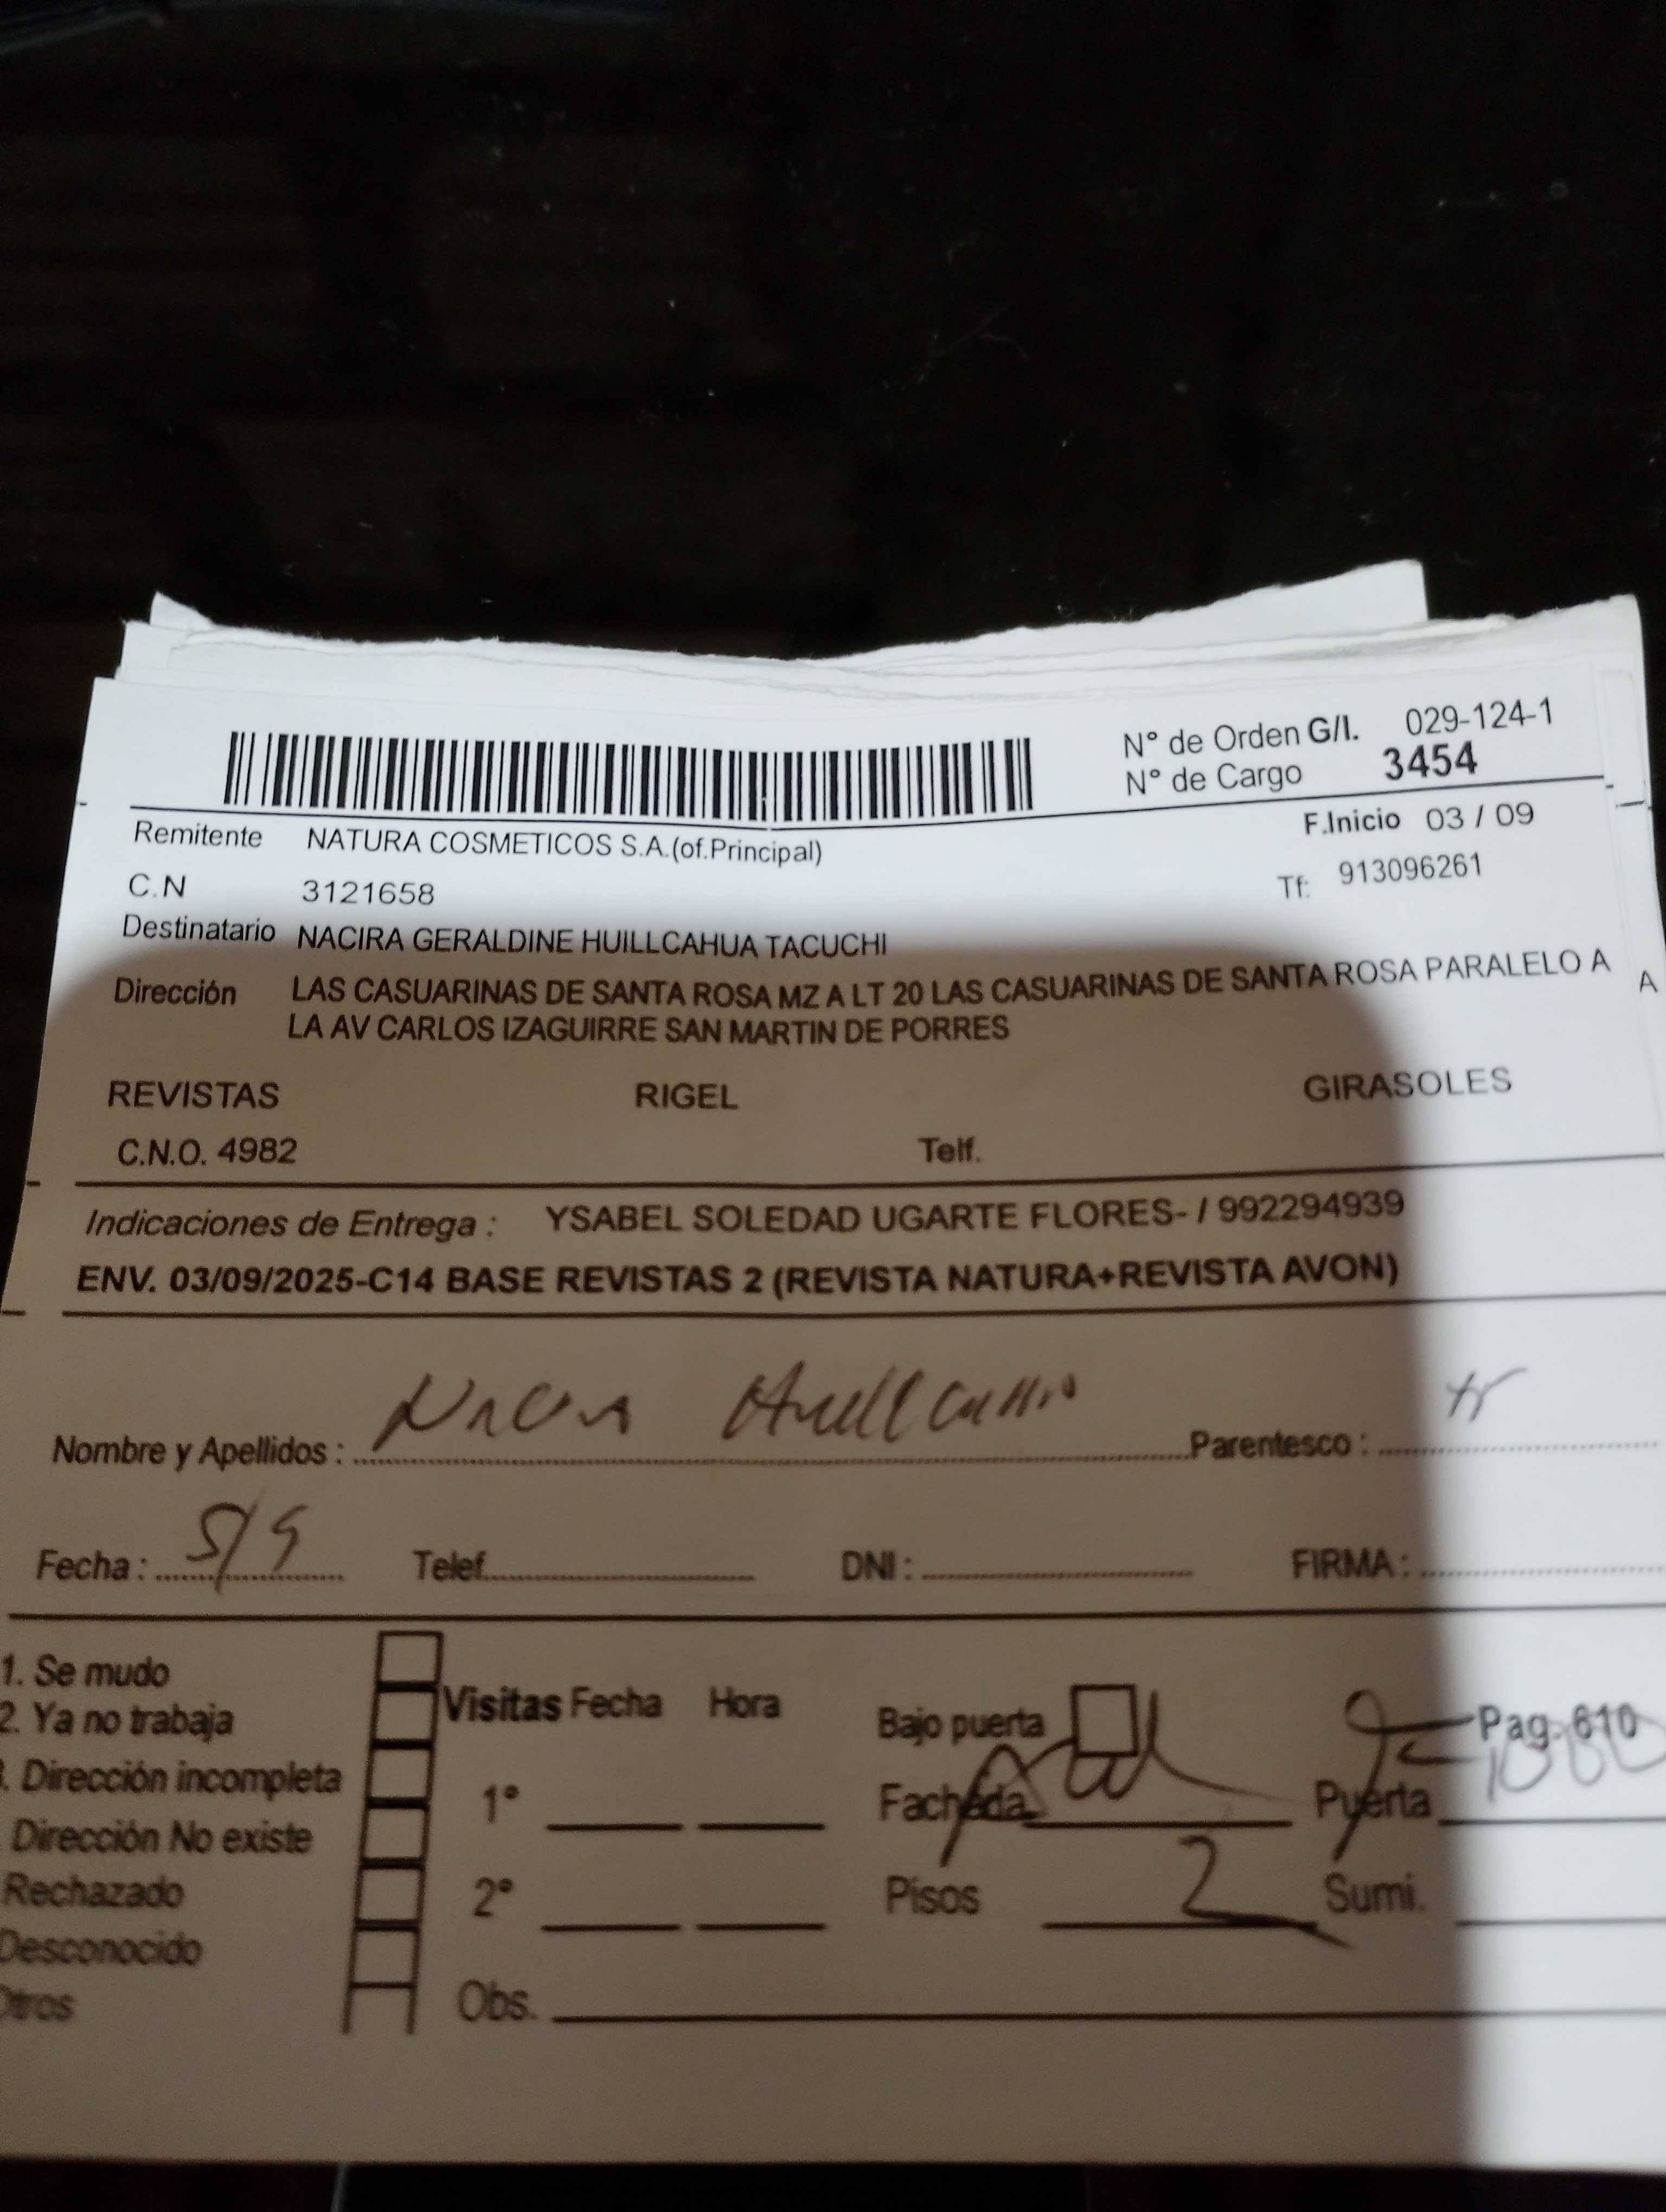 N° de Orden G/I. 029-124-1
N° de Cargo 3454
Remitente NATURA COSMETICOS S.A.(of.Principal)
F.Inicio 03 / 09
C.N 3121658
Tf: 913096261
Destinatario NACIRA GERALDINE HUILLCAHUA TACUCHI
Dirección LAS CASUARINAS DE SANTA ROSA MZ A LT 20 LAS CASUARINAS DE SANTA ROSA PARALELO A
LA AV CARLOS IZAGUIRRE SAN MARTIN DE PORRES
A
REVISTAS RIGEL GIRASOLES
C.N.O. 4982 Telf.
Indicaciones de Entrega : YSABEL SOLEDAD UGARTE FLORES- / 992294939
ENV. 03/09/2025-C14 BASE REVISTAS 2 (REVISTA NATURA+REVISTA AVON)
Nombre y Apellidos : Parentesco :
Fecha : 5/9 Telef. DNI : FIRMA :
1. Se mudo
2. Ya no trabaja
. Dirección incompleta
Dirección No existe
Rechazado
Desconocido
Otros
Visitas Fecha Hora
1°
2°
Obs.
Bajo puerta Pag. 610
Fachada Puerta
Pisos 2 Sumi.